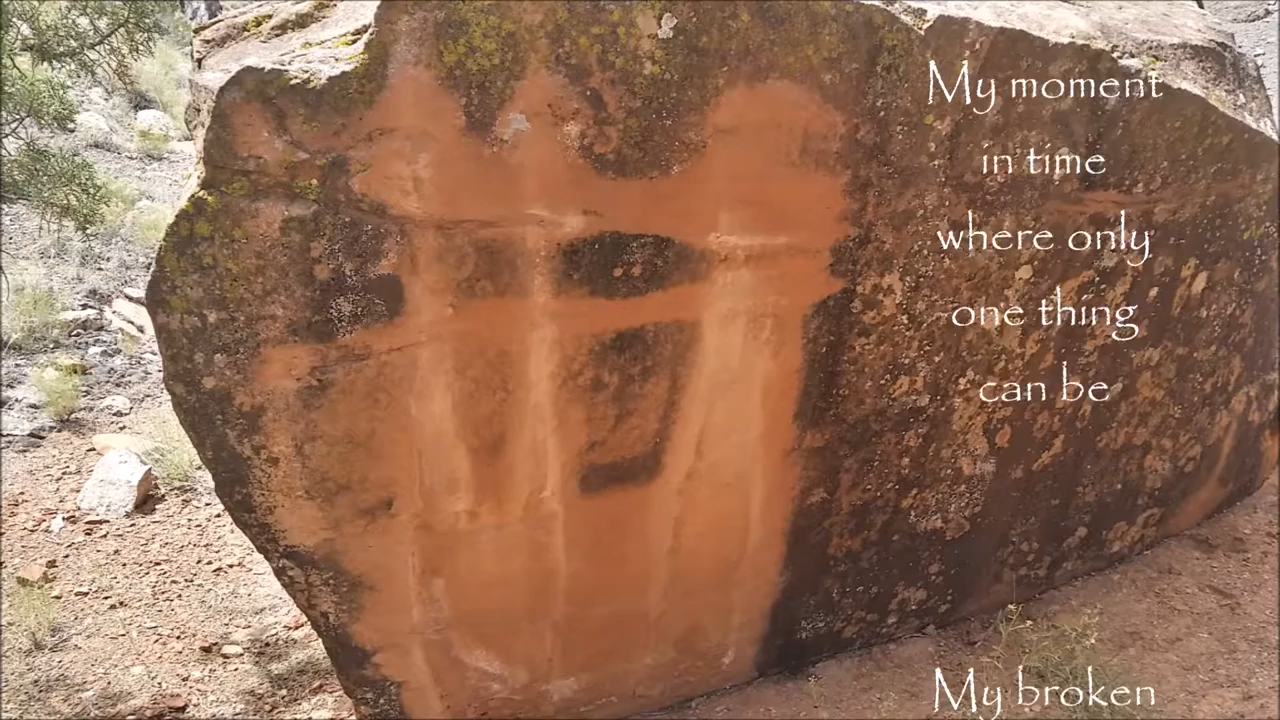 My moment
in time
where only
one thing
can be
My broken